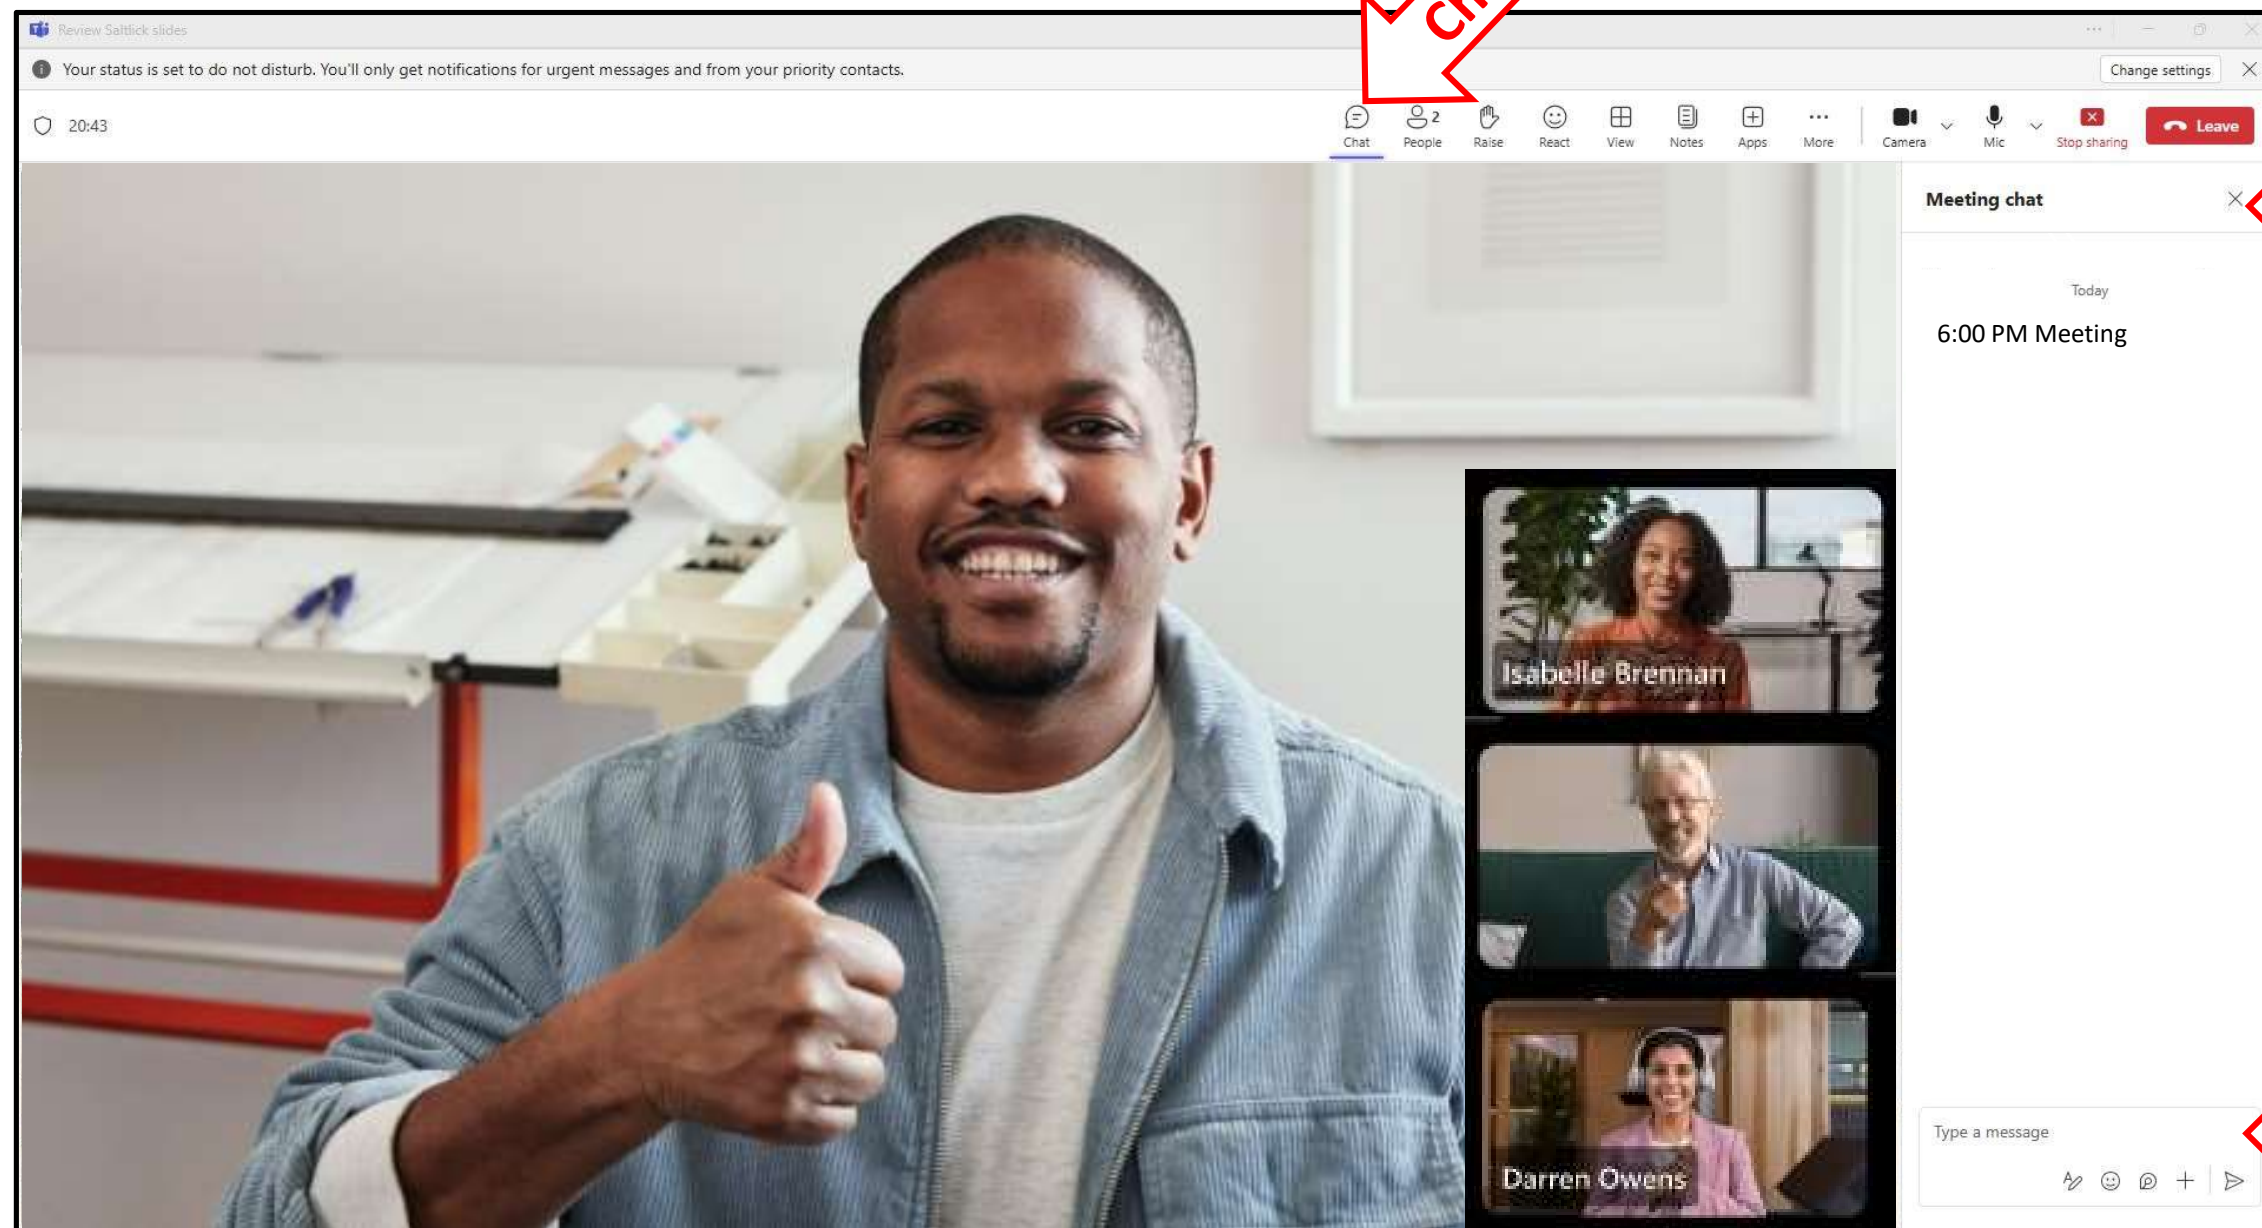 Review Saltlick slides
Your status is set to do not disturb. You'll only get notifications for urgent messages and from your priority contacts.
Change settings
20:43
Chat
2
People
Raise
React
View
Notes
Apps
More
Camera
Mic
Stop sharing
Leave
Meeting chat
Today
6:00 PM Meeting
Isabelle Brennan
Darren Owens
Type a message